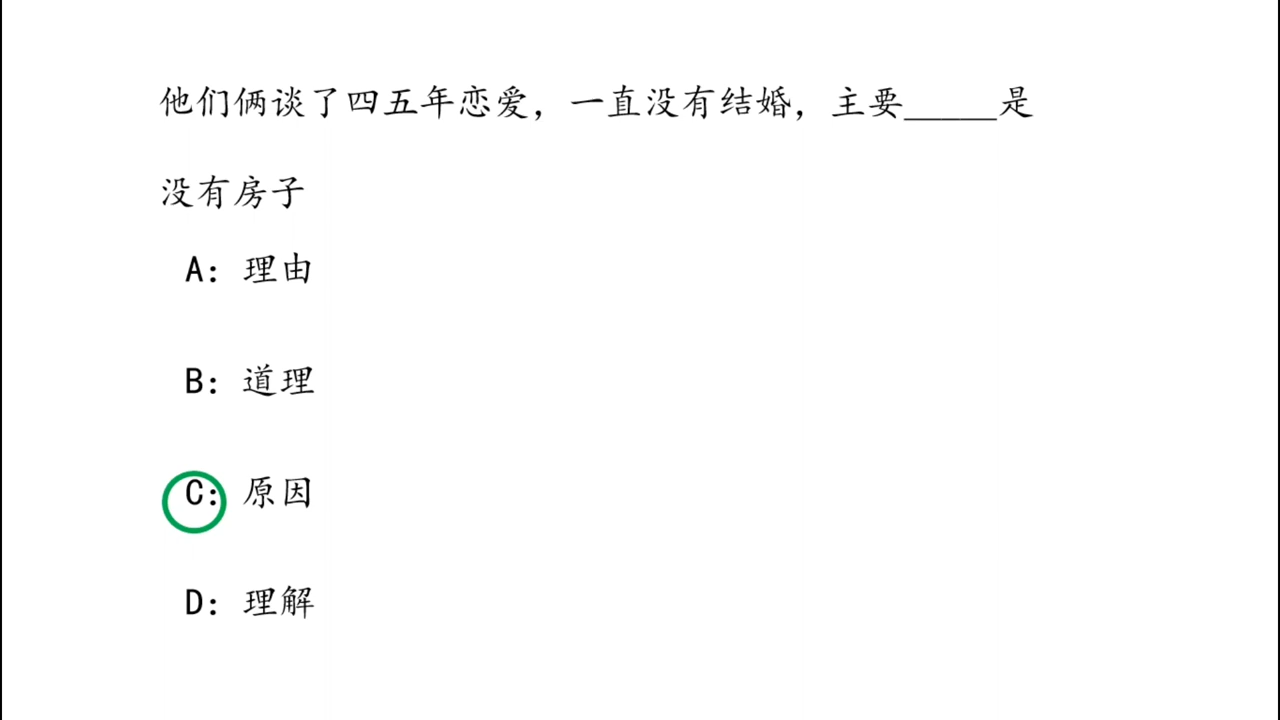 他们俩谈了四五年恋爱，一直没有结婚，主要_____是
没有房子
A：理由
B：道理
C：原因
D：理解